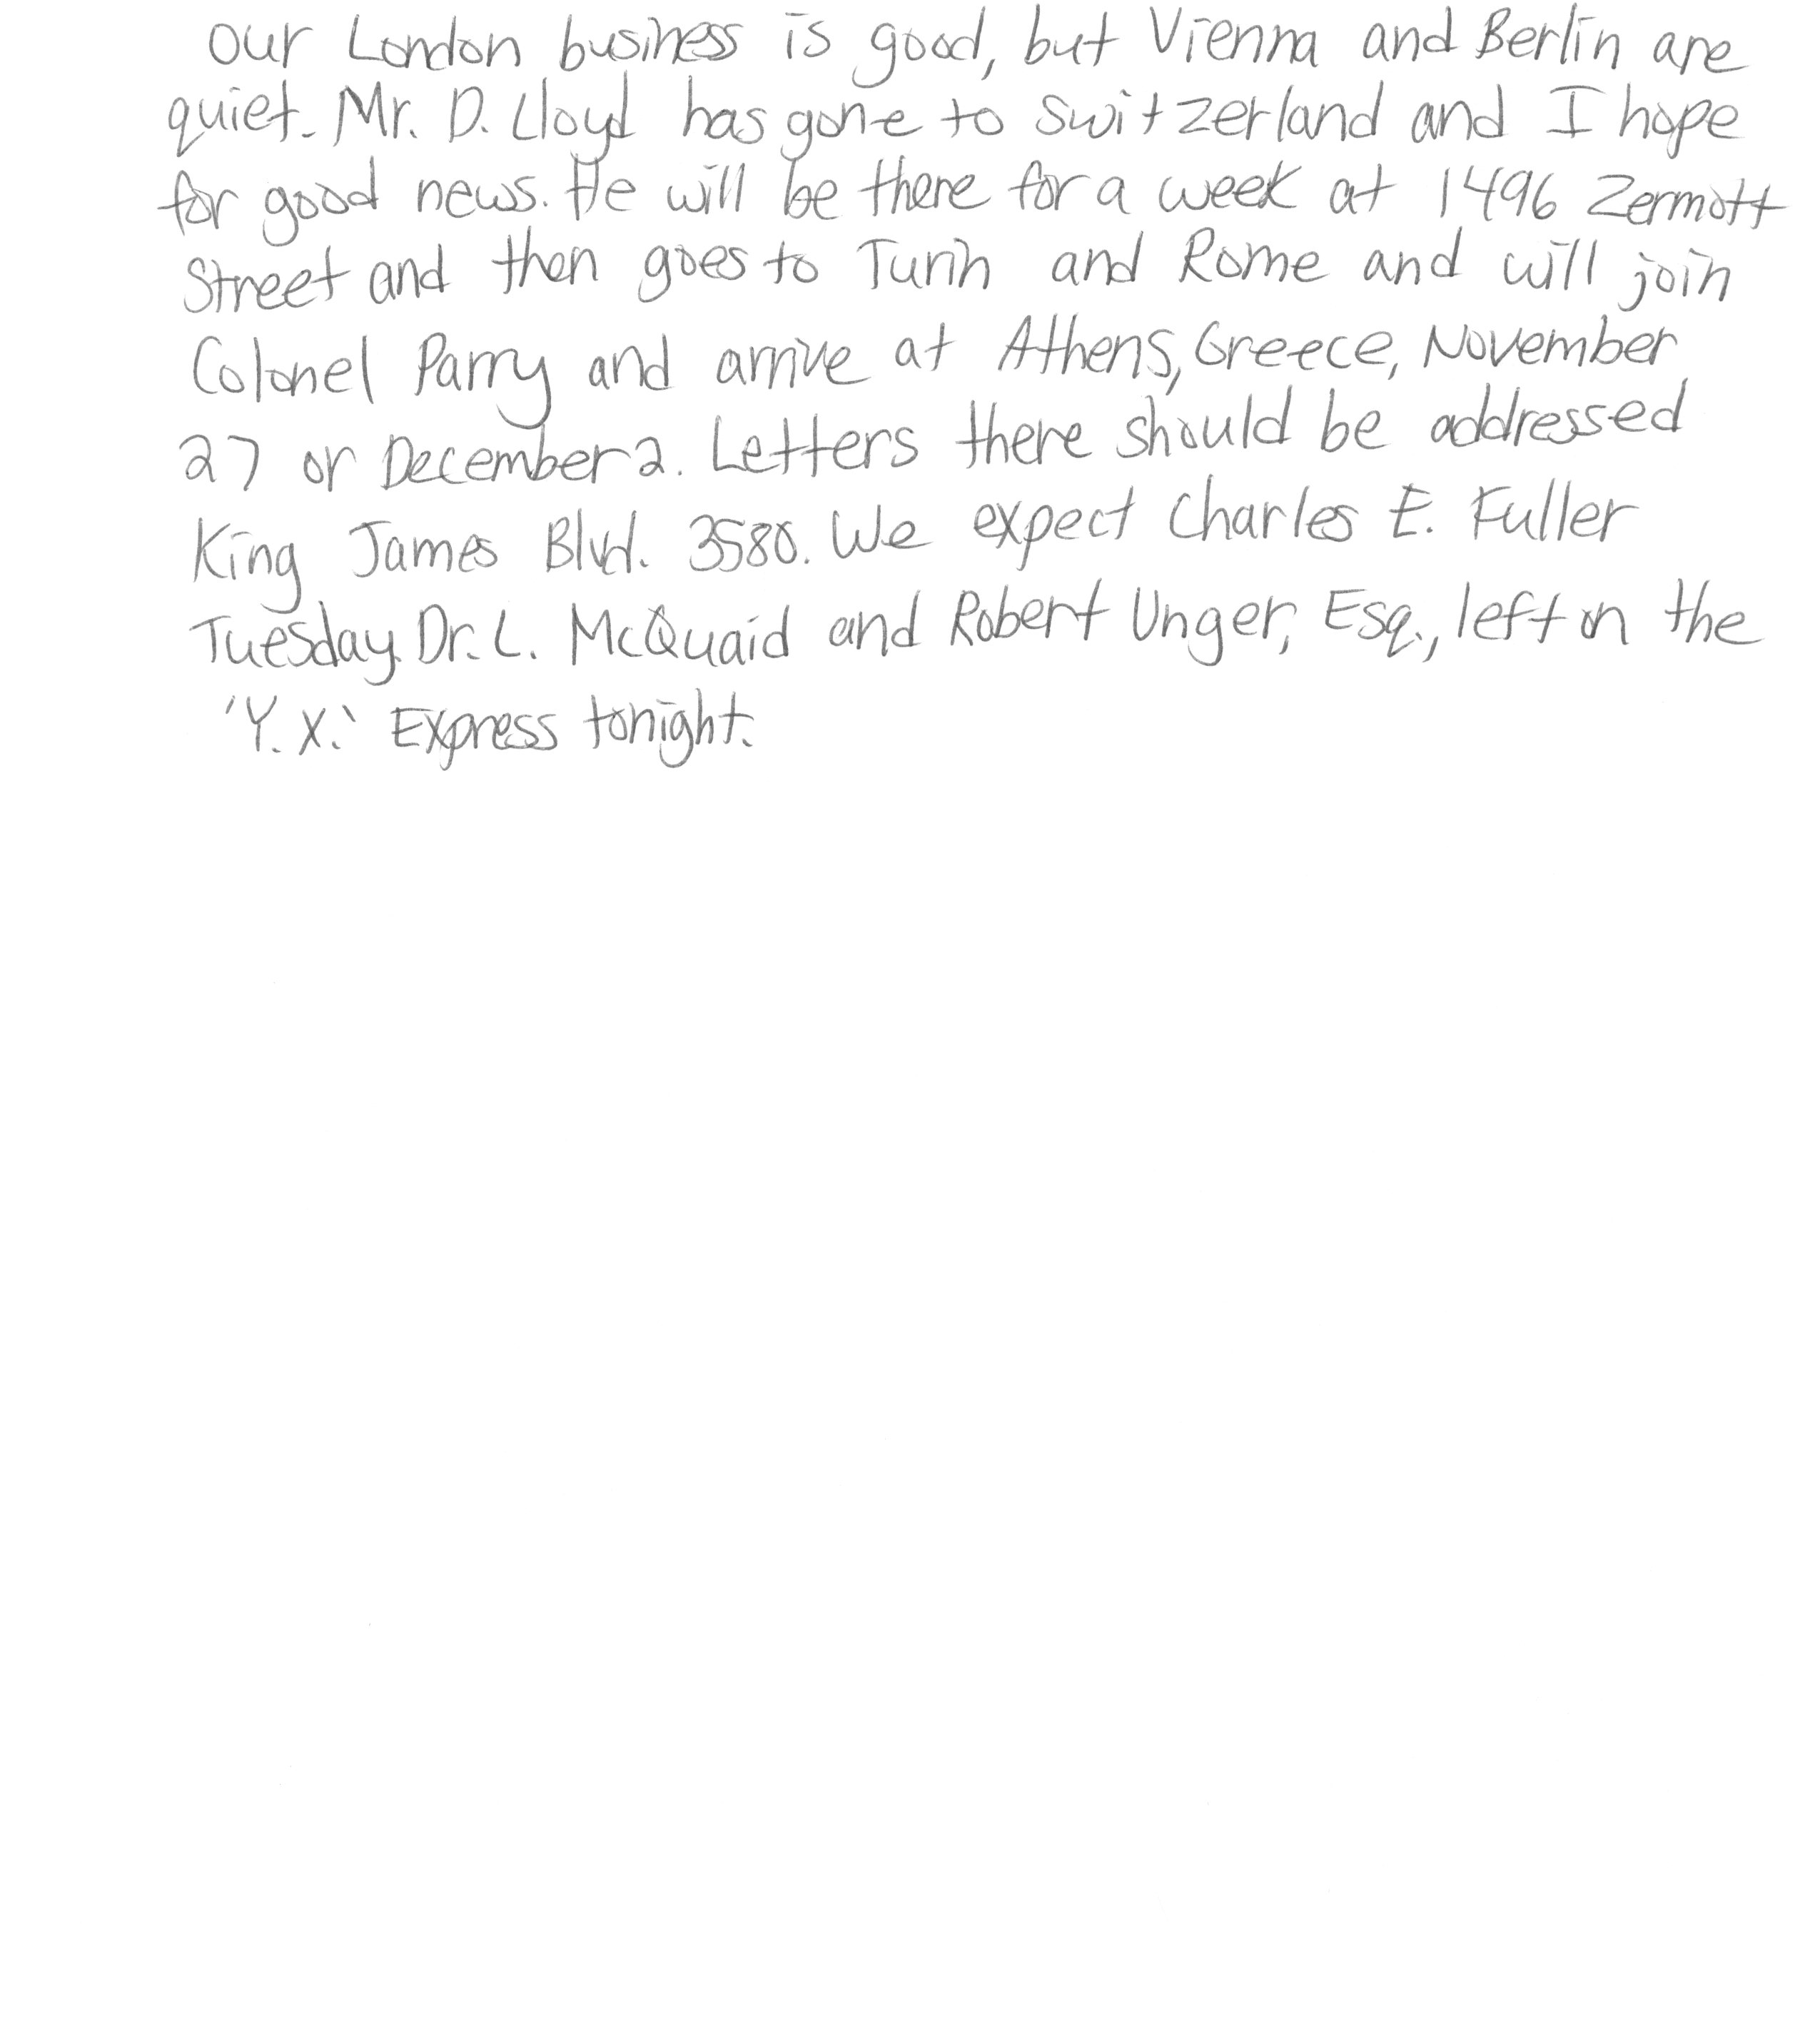 Our London business is good, but Vienna and Berlin are
quiet. Mr. D. Lloyd has gone to Switzerland and I hope
for good news. He will be there for a week at 1496 Zermott
Street and then goes to Turin and Rome and will join
Colonel Parry and arrive at Athens, Greece, November
27 or December 2. Letters there should be addressed
King James Blvd. 3580. We expect Charles E. Fuller
Tuesday. Dr. L. McQuaid and Robert Unger, Esq., left on the
'Y.X.' Express tonight.